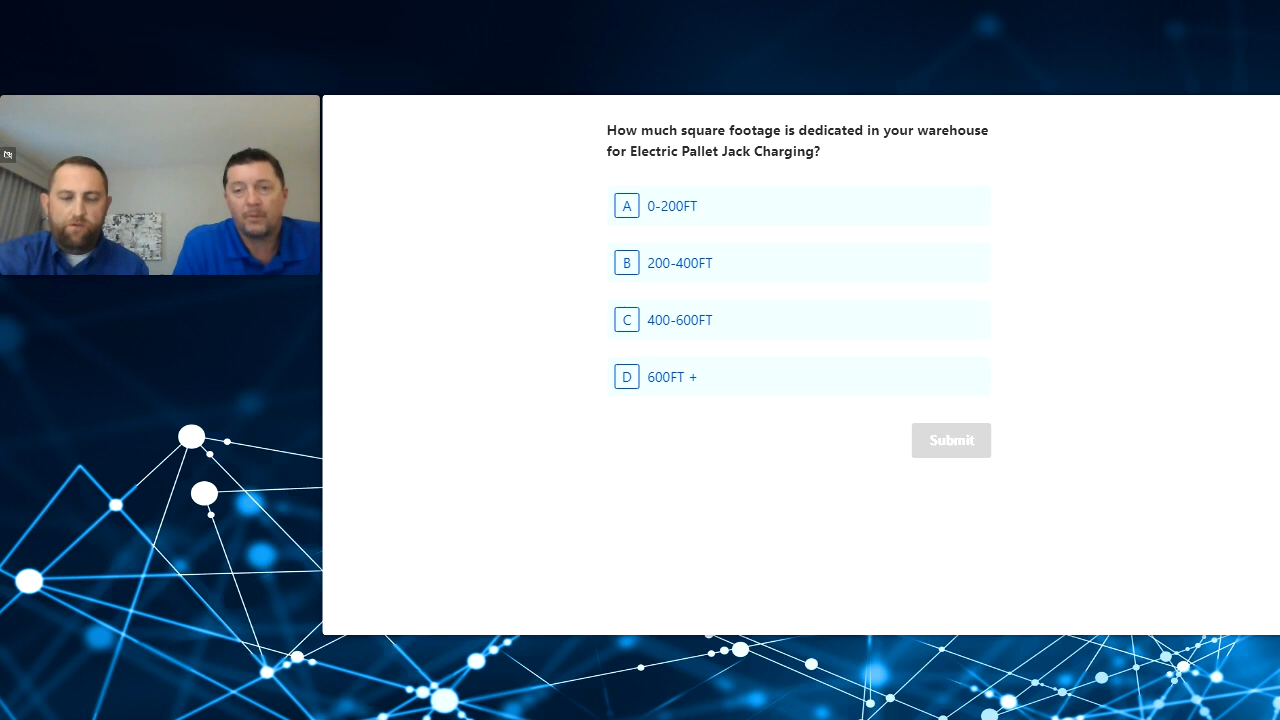 How much square footage is dedicated in your warehouse
for Electric Pallet Jack Charging?
A 0-200FT
B 200-400FT
C 400-600FT
D 600FT +
Submit